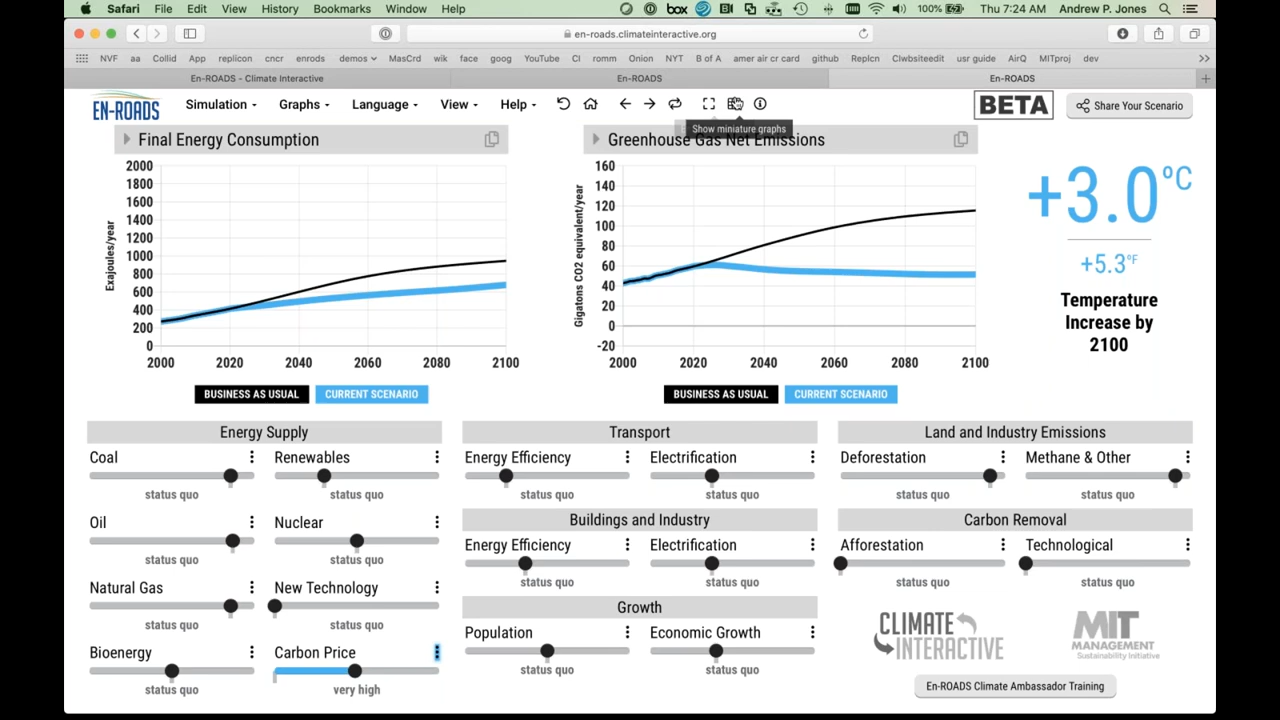 Safari File Edit View History Bookmarks Window Help box 100% Thu 7:24 AM Andrew P. Jones
en-roads.climateinteractive.org
NVF aa Collid App replicon cncr enrods demos MasCrd wik face goog YouTube CI romm Onion NYT B of A amer air cr card github Replcn Clwbsiteedit usr guide AirQ MITproj dev
En-ROADS - Climate Interactive En-ROADS En-ROADS
EN-ROADS Simulation Graphs Language View Help BETA Share Your Scenario
Show miniature graphs
Final Energy Consumption Greenhouse Gas Net Emissions
Exajoules/year
2000
1800
1600
1400
1200
1000
800
600
400
200
0
2000 2020 2040 2060 2080 2100
BUSINESS AS USUAL CURRENT SCENARIO
Gigatons CO2 equivalent/year
160
140
120
100
80
60
40
20
0
-20
2000 2020 2040 2060 2080 2100
BUSINESS AS USUAL CURRENT SCENARIO
+3.0°C
+5.3°F
Temperature
Increase by
2100
Energy Supply
Coal Renewables
status quo status quo
Oil Nuclear
status quo status quo
Natural Gas New Technology
status quo status quo
Bioenergy Carbon Price
status quo very high
Transport
Energy Efficiency Electrification
status quo status quo
Buildings and Industry
Energy Efficiency Electrification
status quo status quo
Growth
Population Economic Growth
status quo status quo
Land and Industry Emissions
Deforestation Methane & Other
status quo status quo
Carbon Removal
Afforestation Technological
status quo status quo
CLIMATE
INTERACTIVE
MIT
MANAGEMENT
Sustainability Initiative
En-ROADS Climate Ambassador Training